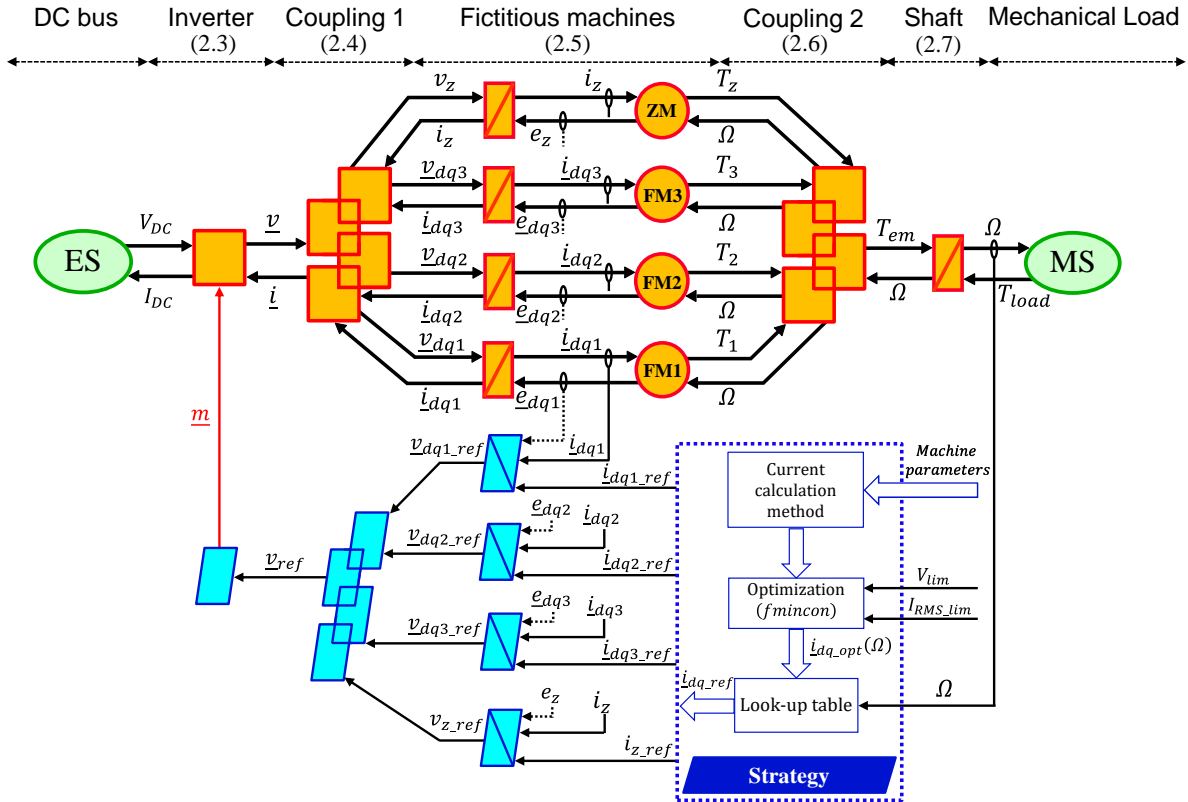 DC bus
Inverter
(2.3)
Coupling 1
(2.4)
Fictitious machines
(2.5)
Coupling 2
(2.6)
Shaft
(2.7)
Mechanical Load
v_z
i_z
T_z
ZM
i_z
e_z
Ω
v_dq3
i_dq3
T_3
FM3
i_dq3
e_dq3
Ω
V_DC
v
ES
I_DC
i
v_dq2
i_dq2
T_2
FM2
i_dq2
e_dq2
Ω
T_em
Ω
MS
Ω
T_load
v_dq1
i_dq1
T_1
FM1
i_dq1
e_dq1
Ω
m
v_dq1_ref
i_dq1
i_dq1_ref
e_dq2
i_dq2
v_dq2_ref
i_dq2_ref
v_ref
e_dq3
i_dq3
v_dq3_ref
i_dq3_ref
e_z
i_z
v_z_ref
i_z_ref
Machine
parameters
Current
calculation
method
V_lim
Optimization
(fmincon)
I_RMS_lim
i_dq_opt(Ω)
i_dq_ref
Look-up table
Ω
Strategy